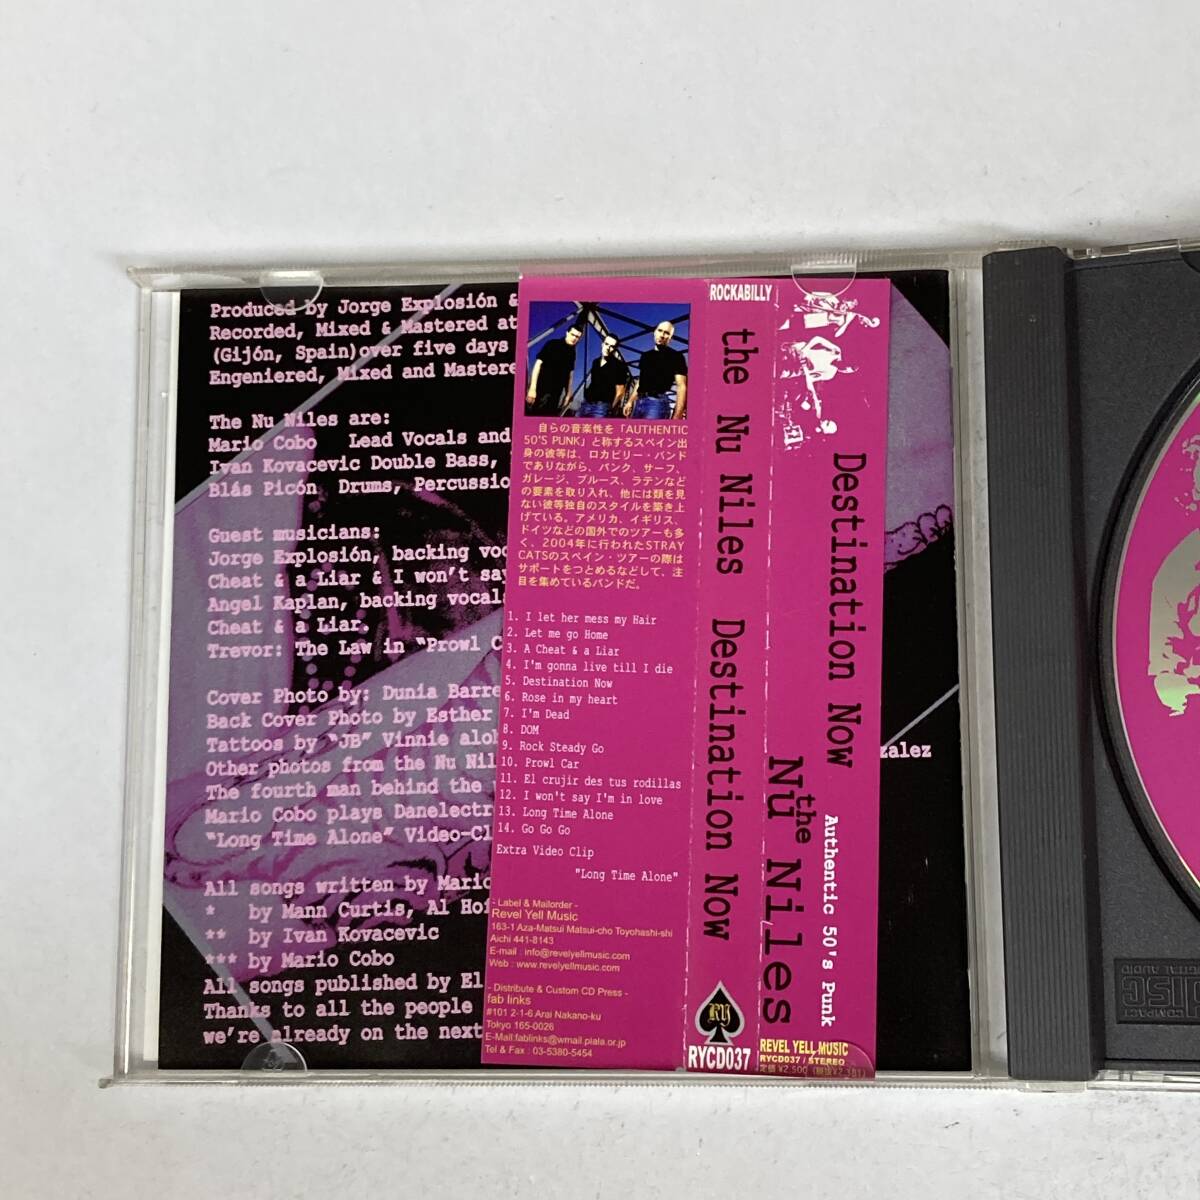 Produced by Jorge Explosión &
Recorded, Mixed & Mastered at
(Gijón, Spain)over five days
Engeniered, Mixed and Mastere
The Nu Niles are:
Mario Cobo Lead Vocals and
Ivan Kovacevic Double Bass,
Blás Picón Drums, Percussio
Guest musicians:
Jorge Explosión, backing voc
Cheat & a Liar & I won't say
Angel Kaplan, backing vocals
Cheat & a Liar.
Trevor: The Law in "Prowl C
Cover Photo by: Dunia Barre
Back Cover Photo by Esther
Tattoos by "JB" Vinnie aloh
zalez
Other photos from the Nu Nil
The fourth man behind the
Mario Cobo plays Danelectr
"Long Time Alone" Video-Cl
All songs written by Mario
* by Mann Curtis, Al Hof
** by Ivan Kovacevic
*** by Mario Cobo
All songs published by El
Thanks to all the people
we're already on the next
自らの音楽性を「AUTHENTIC
50'S PUNK」と称するスペイン出
身の彼等は、ロカビリー・バンド
でありながら、パンク、サーフ、
ガレージ、ブルース、ラテンなど
の要素を取り入れ、他には類を見
ない彼等独自のスタイルを築き上
げている。アメリカ、イギリス、
ドイツなどの国外でのツアーも多
く、2004年に行われたSTRAY
CATSのスペイン・ツアーの際は
サポートをつとめるなどして、注
目を集めているバンドだ。
1. I let her mess my Hair
2. Let me go Home
3. A Cheat & a Liar
4. I'm gonna live till I die
5. Destination Now
6. Rose in my heart
7. I'm Dead
8. DOM
9. Rock Steady Go
10. Prowl Car
11. El crujir des tus rodillas
12. I won't say I'm in love
13. Long Time Alone
14. Go Go Go
Extra Video Clip
"Long Time Alone"
- Label & Mailorder -
Revel Yell Music
163-1 Aza-Matsui Matsui-cho Toyohashi-shi
Aichi 441-8143
E-mail : info@revelyellmusic.com
Web : www.revelyellmusic.com
- Distribute & Custom CD Press -
fab links
#101 2-1-6 Arai Nakano-ku
Tokyo 165-0026
E-Mail:fablinks@wmail.plala.or.jp
Tel & Fax : 03-5380-5454
ROCKABILLY
the Nu Niles Destination Now
RY
RYCD037
Destination Now
the
Nu Niles
Authentic 50's Punk
REVEL YELL MUSIC
RYCD037 / STEREO
定価 ¥2,500 (税抜¥2,381)
DISC
COMPACT
DIGITAL AUDIO